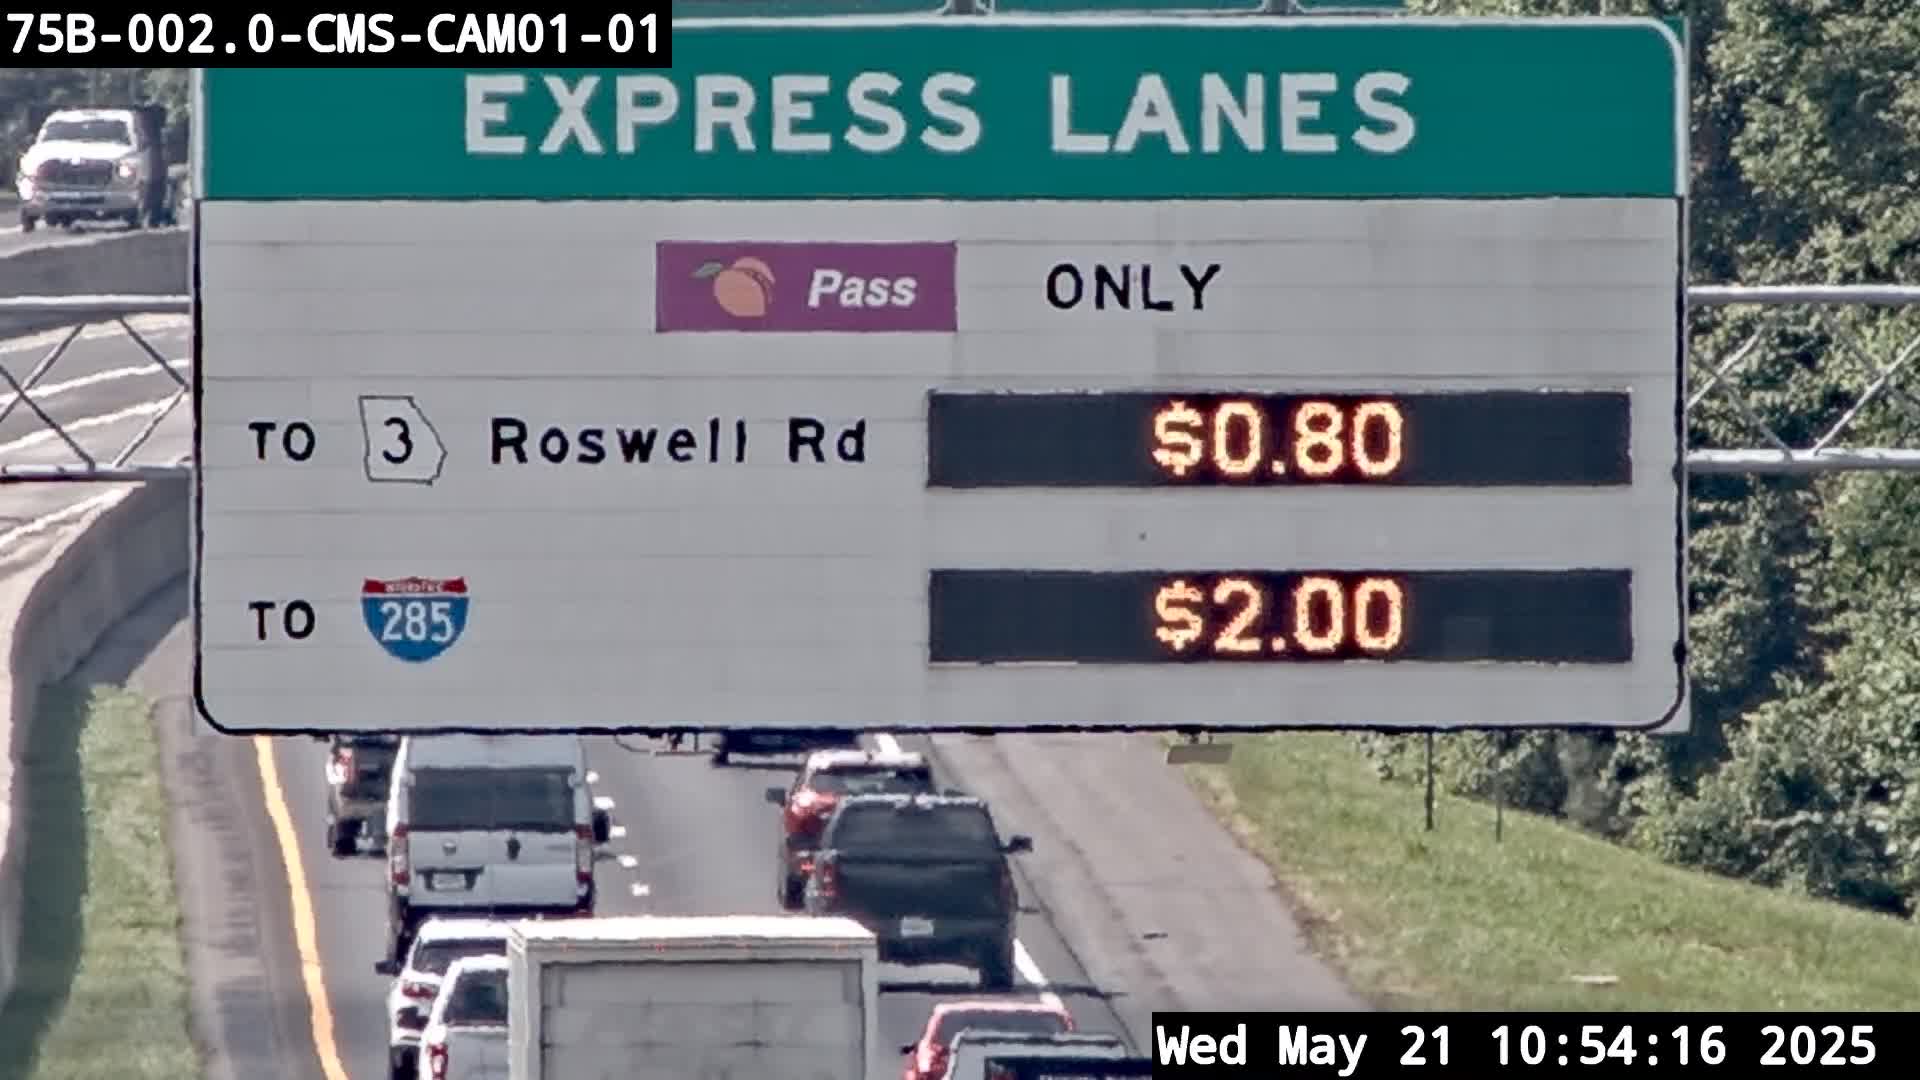 75B-002.0-CMS-CAM01-01
EXPRESS LANES
Pass ONLY
TO 3 Roswell Rd $0.80
TO INTERSTATE 285 $2.00
Wed May 21 10:54:16 2025